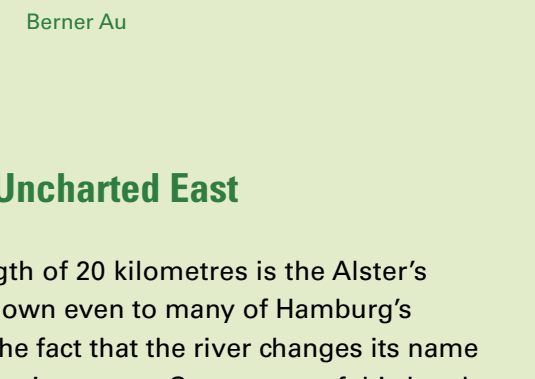 Berner Au
Uncharted East
gth of 20 kilometres is the Alster’s
own even to many of Hamburg’s
he fact that the river changes its name